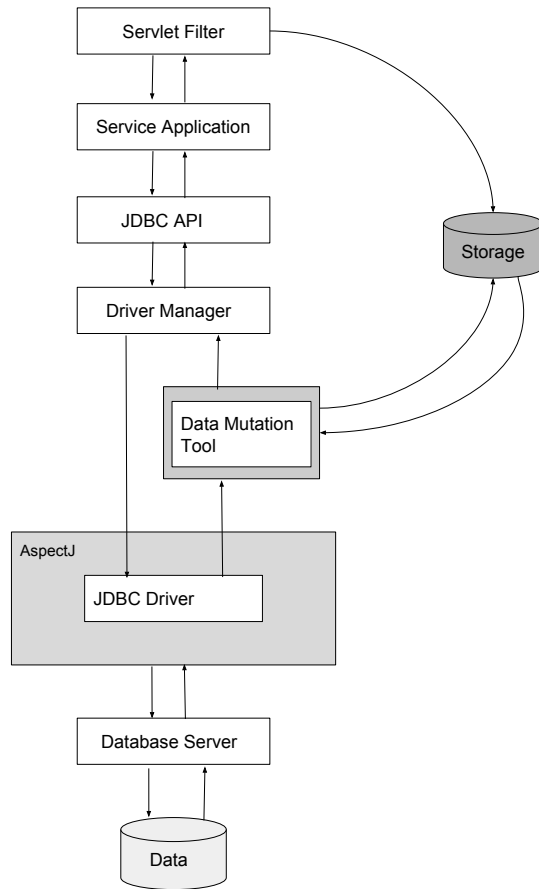 Servlet Filter
Service Application
JDBC API
Storage
Driver Manager
Data Mutation
Tool
AspectJ
JDBC Driver
Database Server
Data